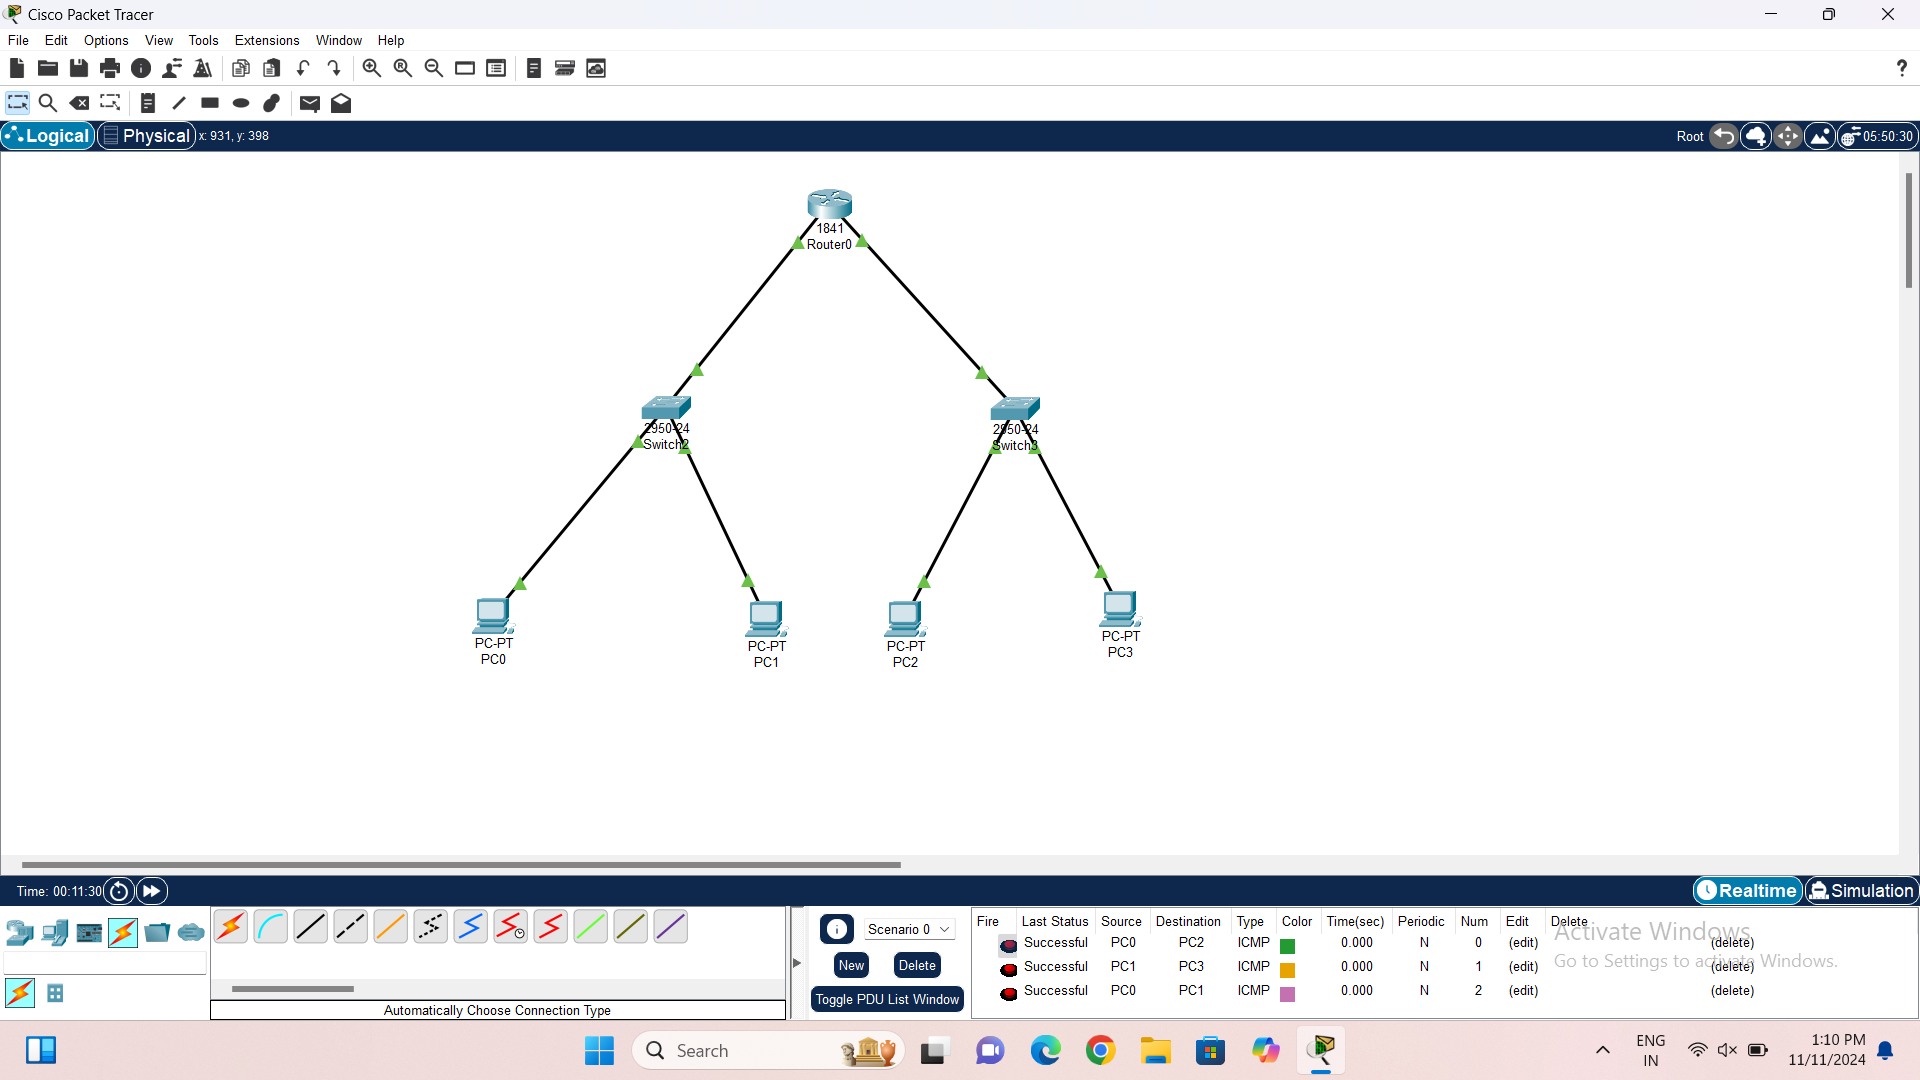 Cisco Packet Tracer
File Edit Options View Tools Extensions Window Help
?
Logical Physical x: 931, y: 398 Root 05:50:30
1841
Router0
2950-24
Switch2
2950-24
Switch3
PC-PT
PC0
PC-PT
PC1
PC-PT
PC2
PC-PT
PC3
Time: 00:11:30 Realtime Simulation
Automatically Choose Connection Type
Scenario 0
New Delete
Toggle PDU List Window
Fire Last Status Source Destination Type Color Time(sec) Periodic Num Edit Delete
Successful PC0 PC2 ICMP 0.000 N 0 (edit) (delete)
Successful PC1 PC3 ICMP 0.000 N 1 (edit) (delete)
Successful PC0 PC1 ICMP 0.000 N 2 (edit) (delete)
Activate Windows
Go to Settings to activate Windows.
Search
ENG
IN
1:10 PM
11/11/2024